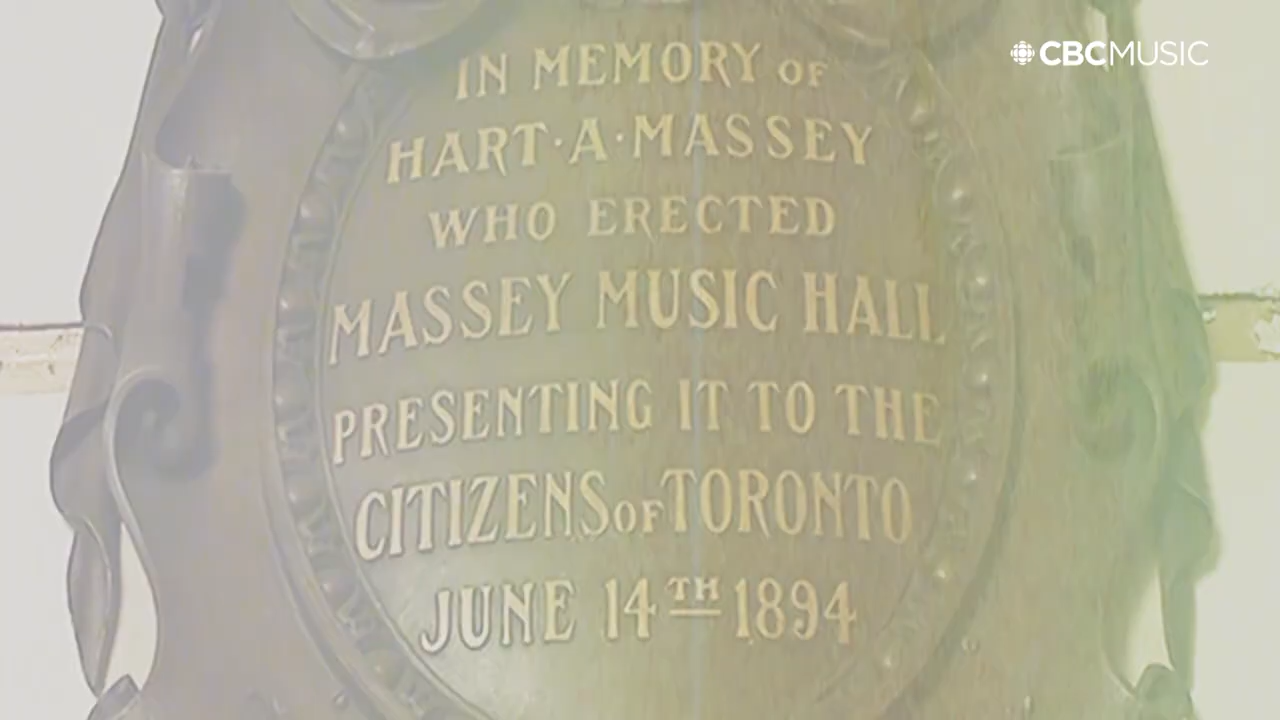 CBCMUSIC
IN MEMORY OF
HART·A·MASSEY
WHO ERECTED
MASSEY MUSIC HALL
PRESENTING IT TO THE
CITIZENS OF TORONTO
JUNE 14TH 1894